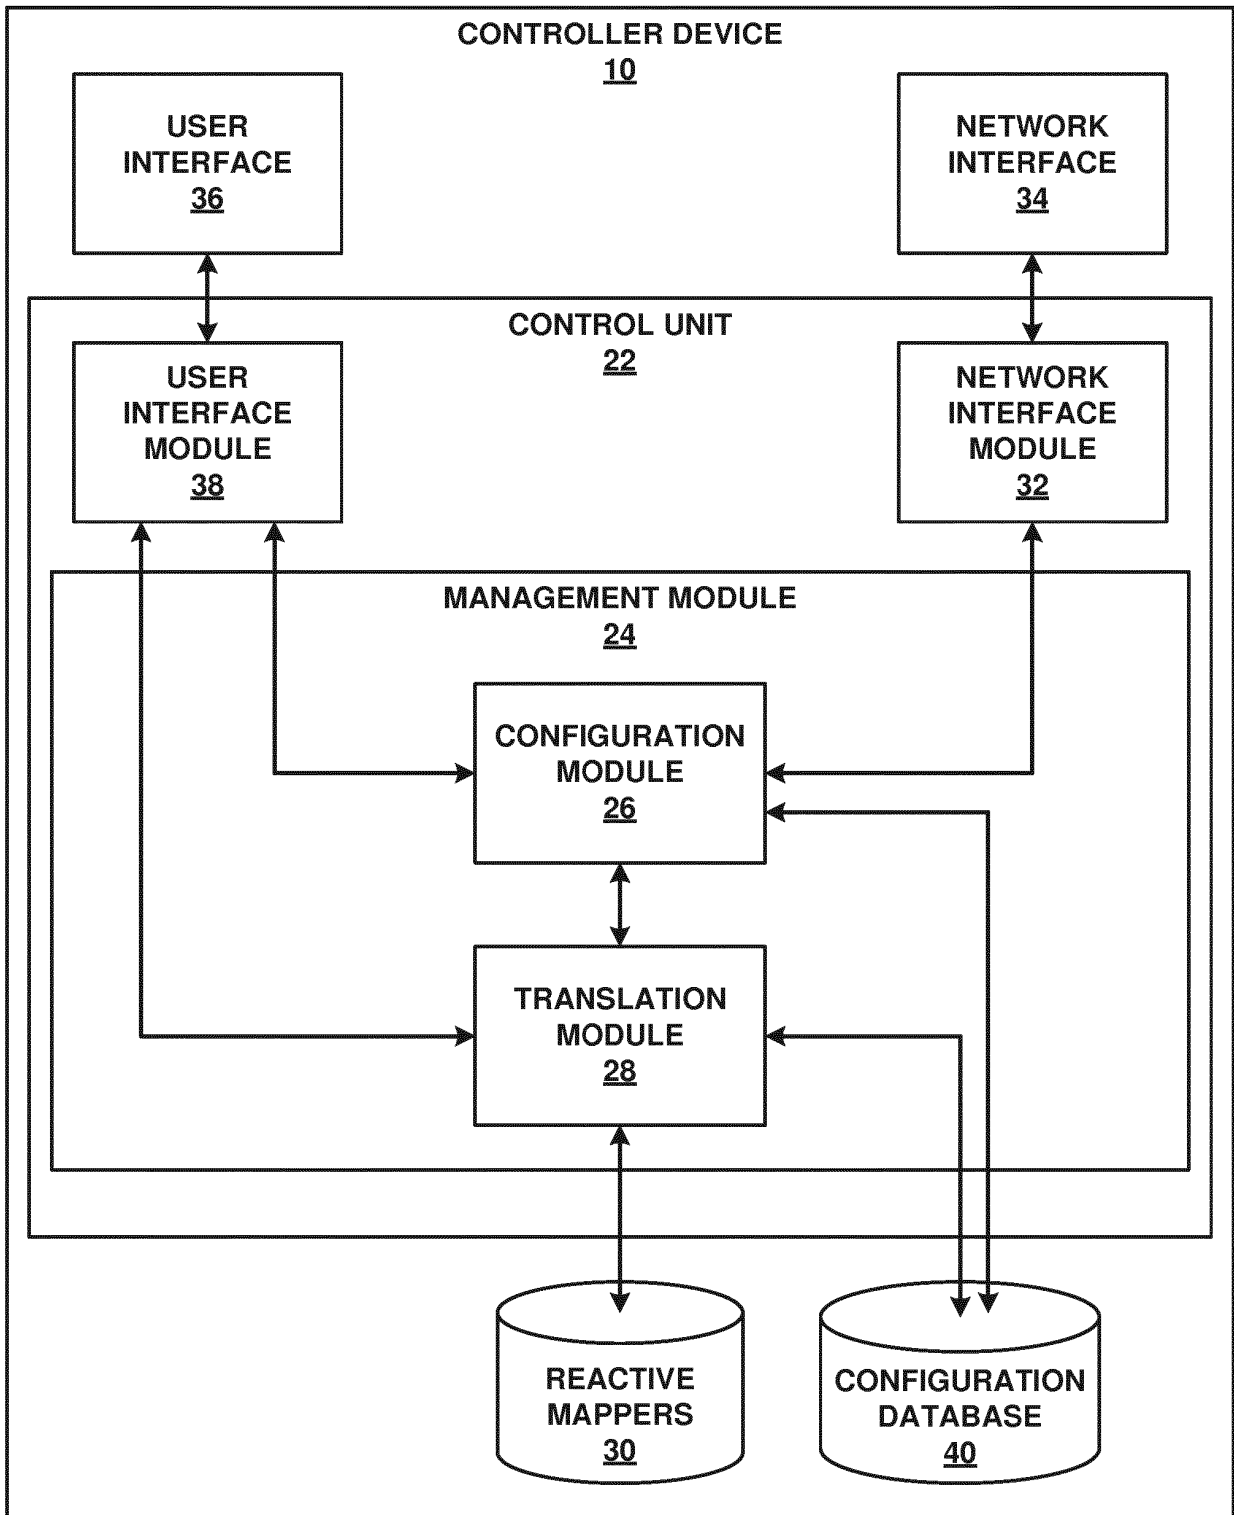 CONTROLLER DEVICE
10
USER
INTERFACE
36
NETWORK
INTERFACE
34
CONTROL UNIT
22
USER
INTERFACE
MODULE
38
NETWORK
INTERFACE
MODULE
32
MANAGEMENT MODULE
24
CONFIGURATION
MODULE
26
TRANSLATION
MODULE
28
REACTIVE
MAPPERS
30
CONFIGURATION
DATABASE
40